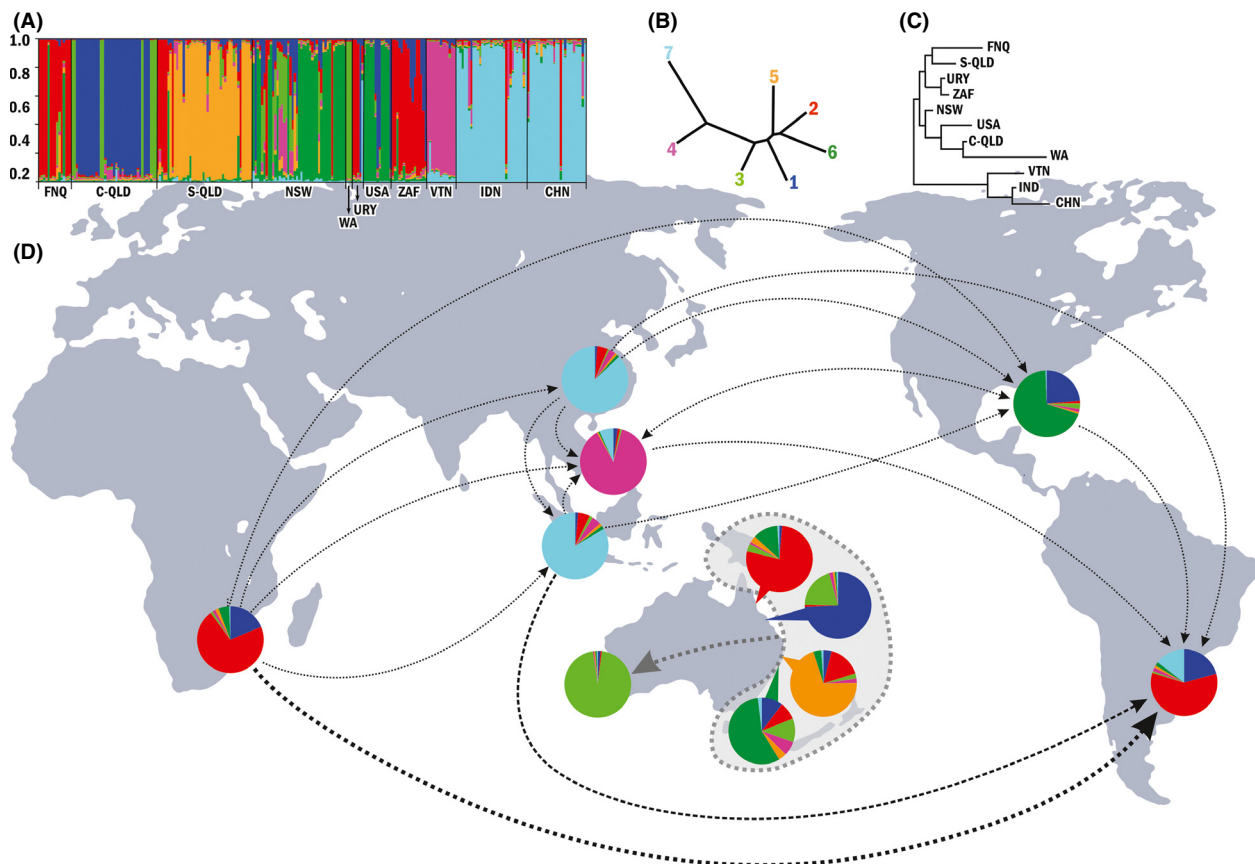 (A)
1.0
0.8
0.6
0.4
0.2
FNQ C-QLD S-QLD NSW USA ZAF VTN IDN CHN
URY
WA
(B)
7
5
2
4
6
3
1
(C)
FNQ
S-QLD
URY
ZAF
NSW
USA
C-QLD
WA
VTN
IND
CHN
(D)